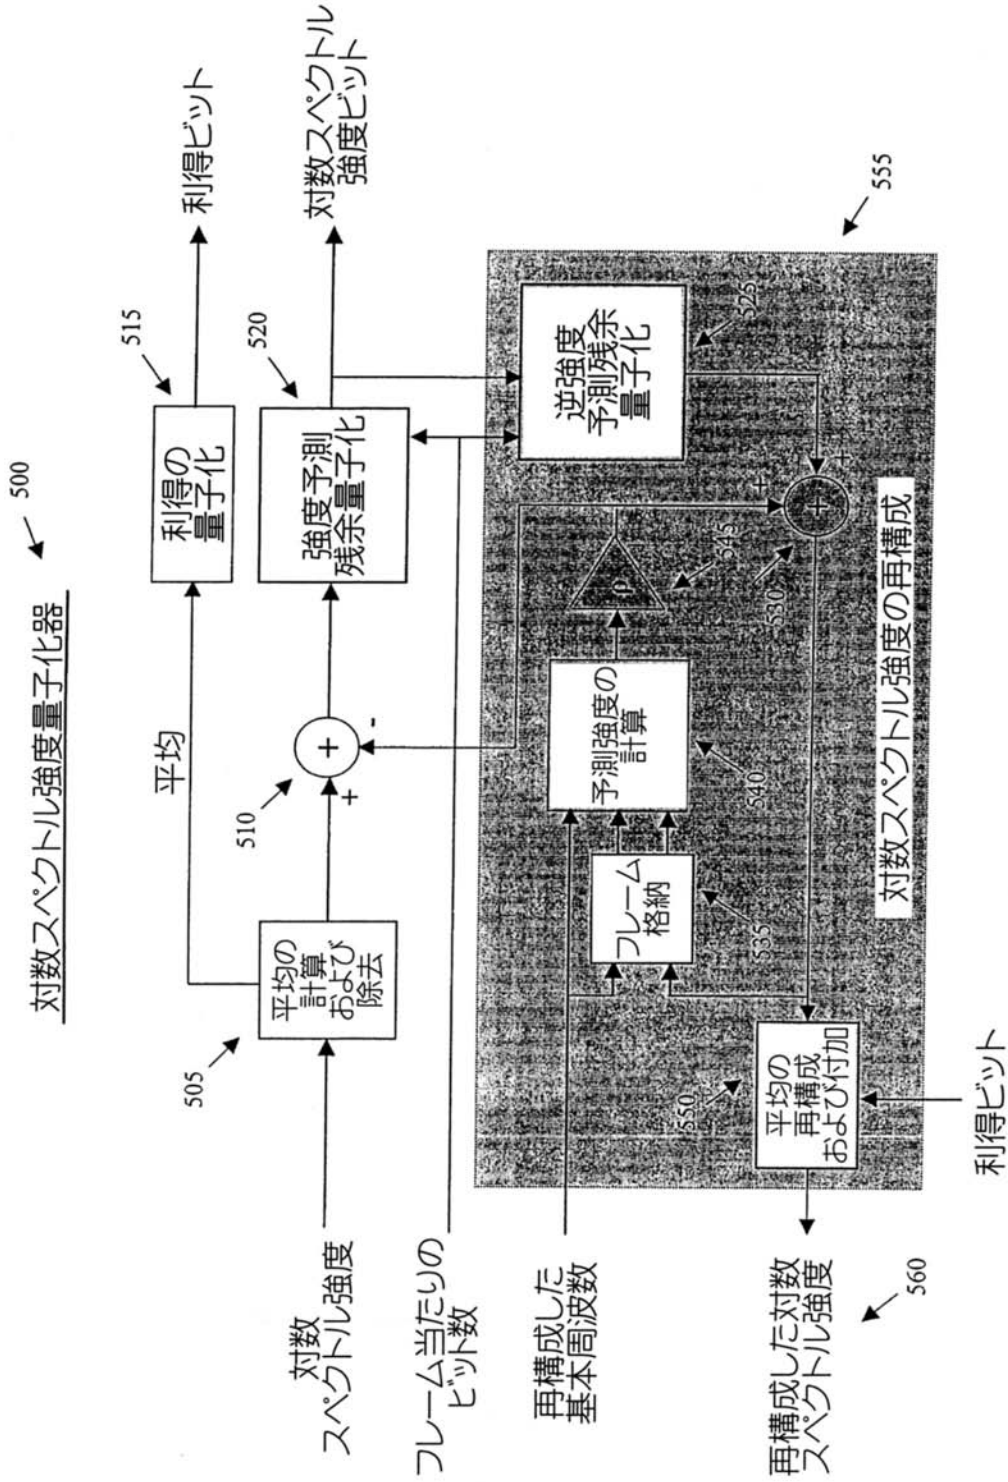 対数スペクトル強度量子化器
500
平均
利得の
量子化
515
利得ビット
505
平均の
計算
および
除去
510
+
+
-
強度予測
残余量子化
520
対数スペクトル
強度ビット
対数
スペクトル強度
フレーム当たりの
ビット数
再構成した
基本周波数
フレーム
格納
535
予測強度の
計算
540
ρ
545
逆強度
予測残余
量子化
525
+
+
+
530
555
550
平均の
再構成
および付加
対数スペクトル強度の再構成
再構成した対数
スペクトル強度
560
利得ビット